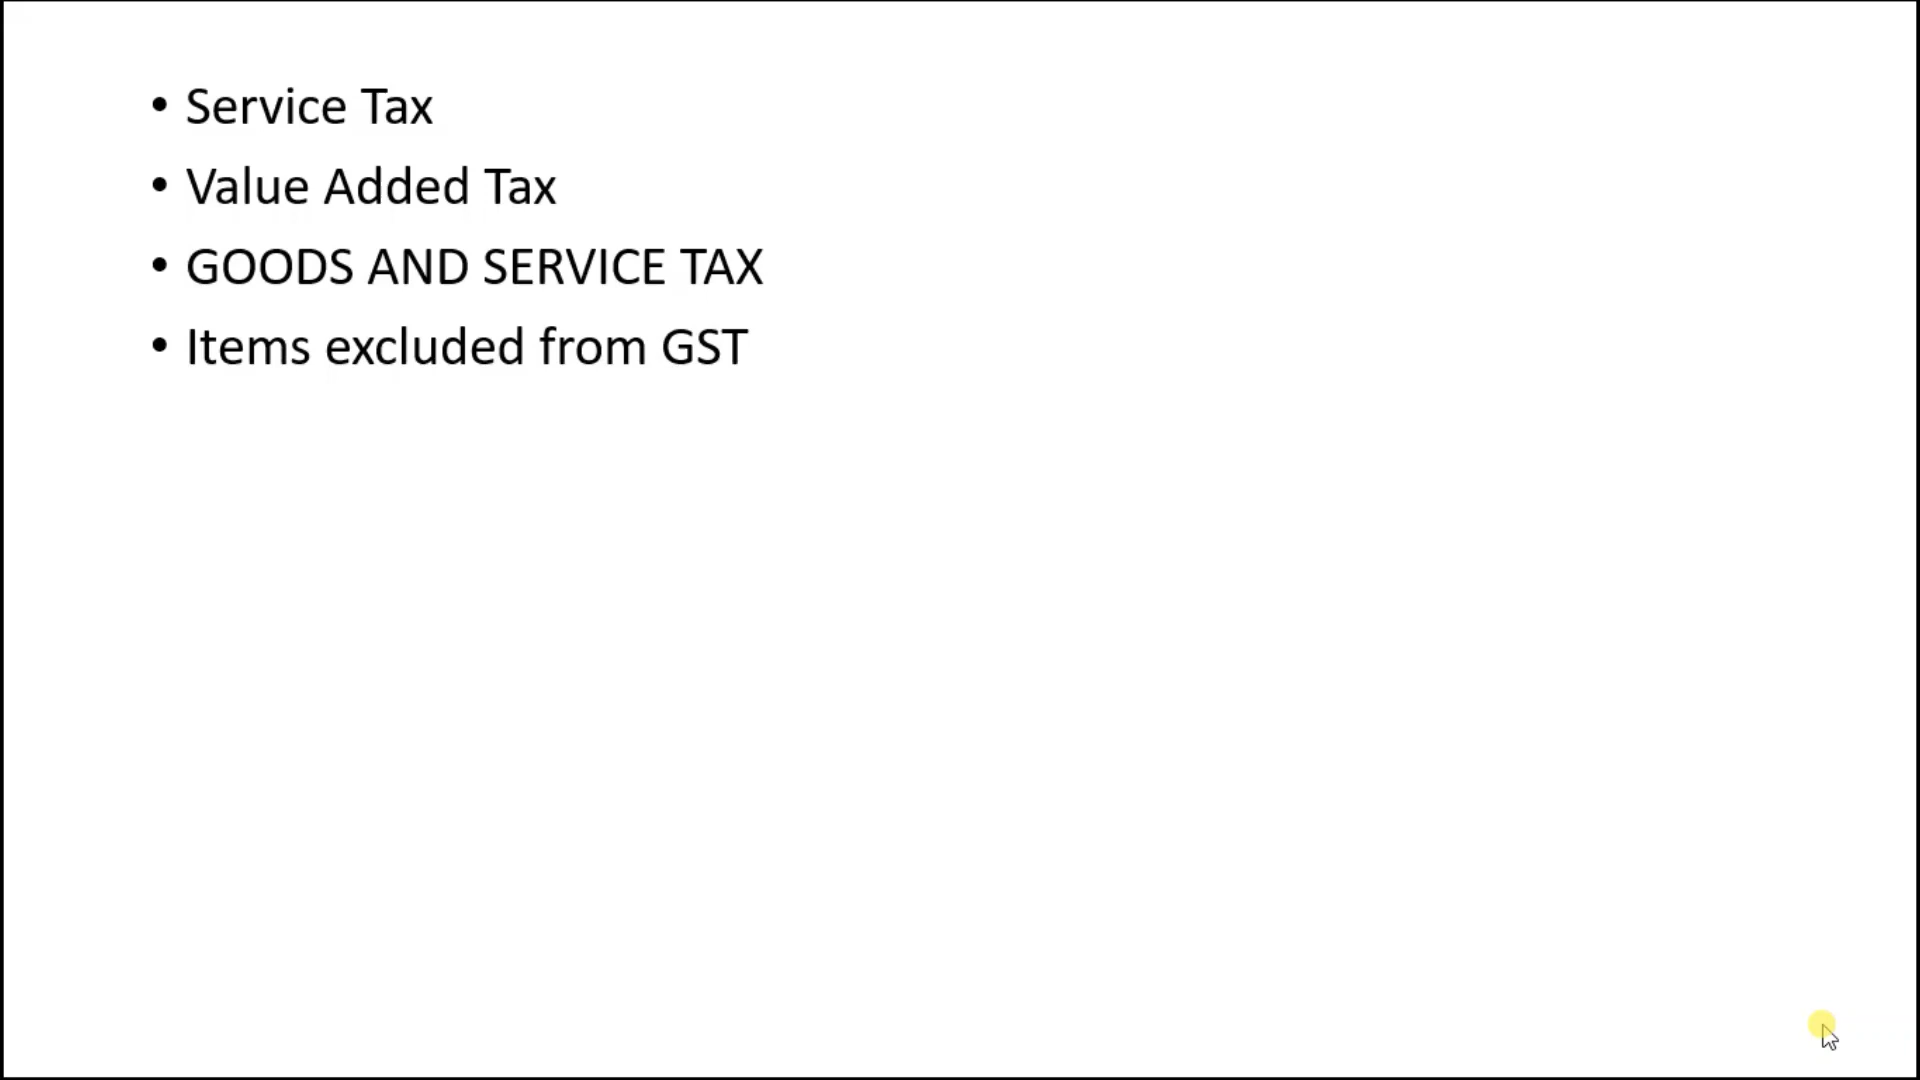 • Service Tax
• Value Added Tax
• GOODS AND SERVICE TAX
• Items excluded from GST